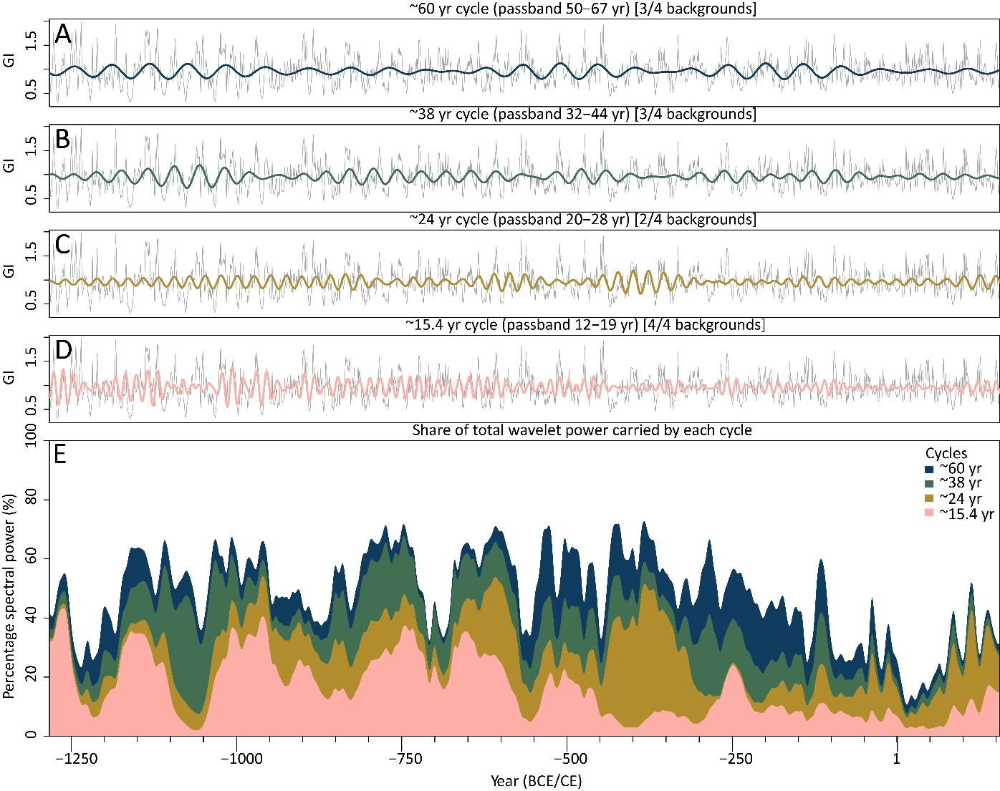 ~60 yr cycle (passband 50−67 yr) [3/4 backgrounds]
A
GI
1.5
0.5
~38 yr cycle (passband 32−44 yr) [3/4 backgrounds]
B
GI
1.5
0.5
~24 yr cycle (passband 20−28 yr) [2/4 backgrounds]
C
GI
1.5
0.5
~15.4 yr cycle (passband 12−19 yr) [4/4 backgrounds]
D
GI
1.5
0.5
Share of total wavelet power carried by each cycle
E
Percentage spectral power (%)
100
80
60
40
20
0
Cycles
~60 yr
~38 yr
~24 yr
~15.4 yr
−1250 −1000 −750 −500 −250 1
Year (BCE/CE)